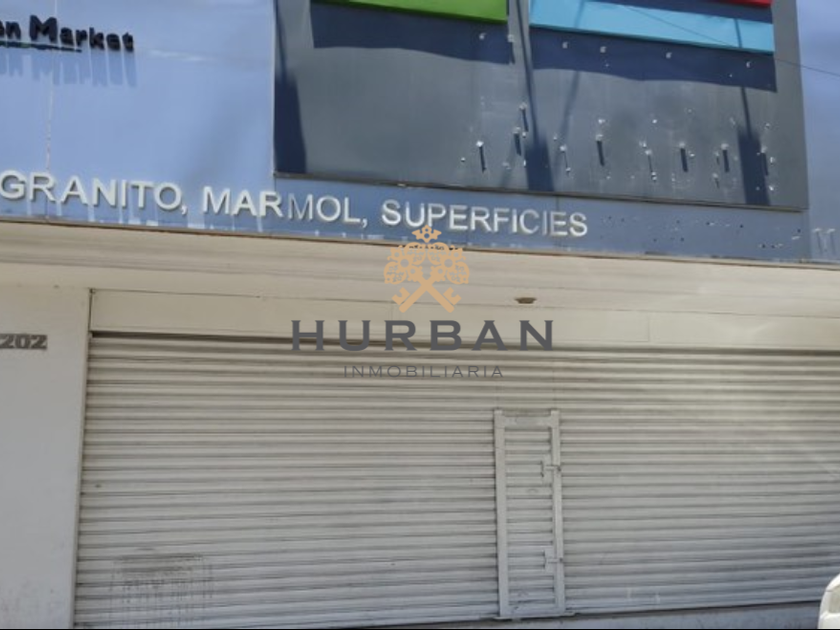 n Market
GRANITO, MARMOL, SUPERFICIES
202
HURBAN
INMOBILIARIA